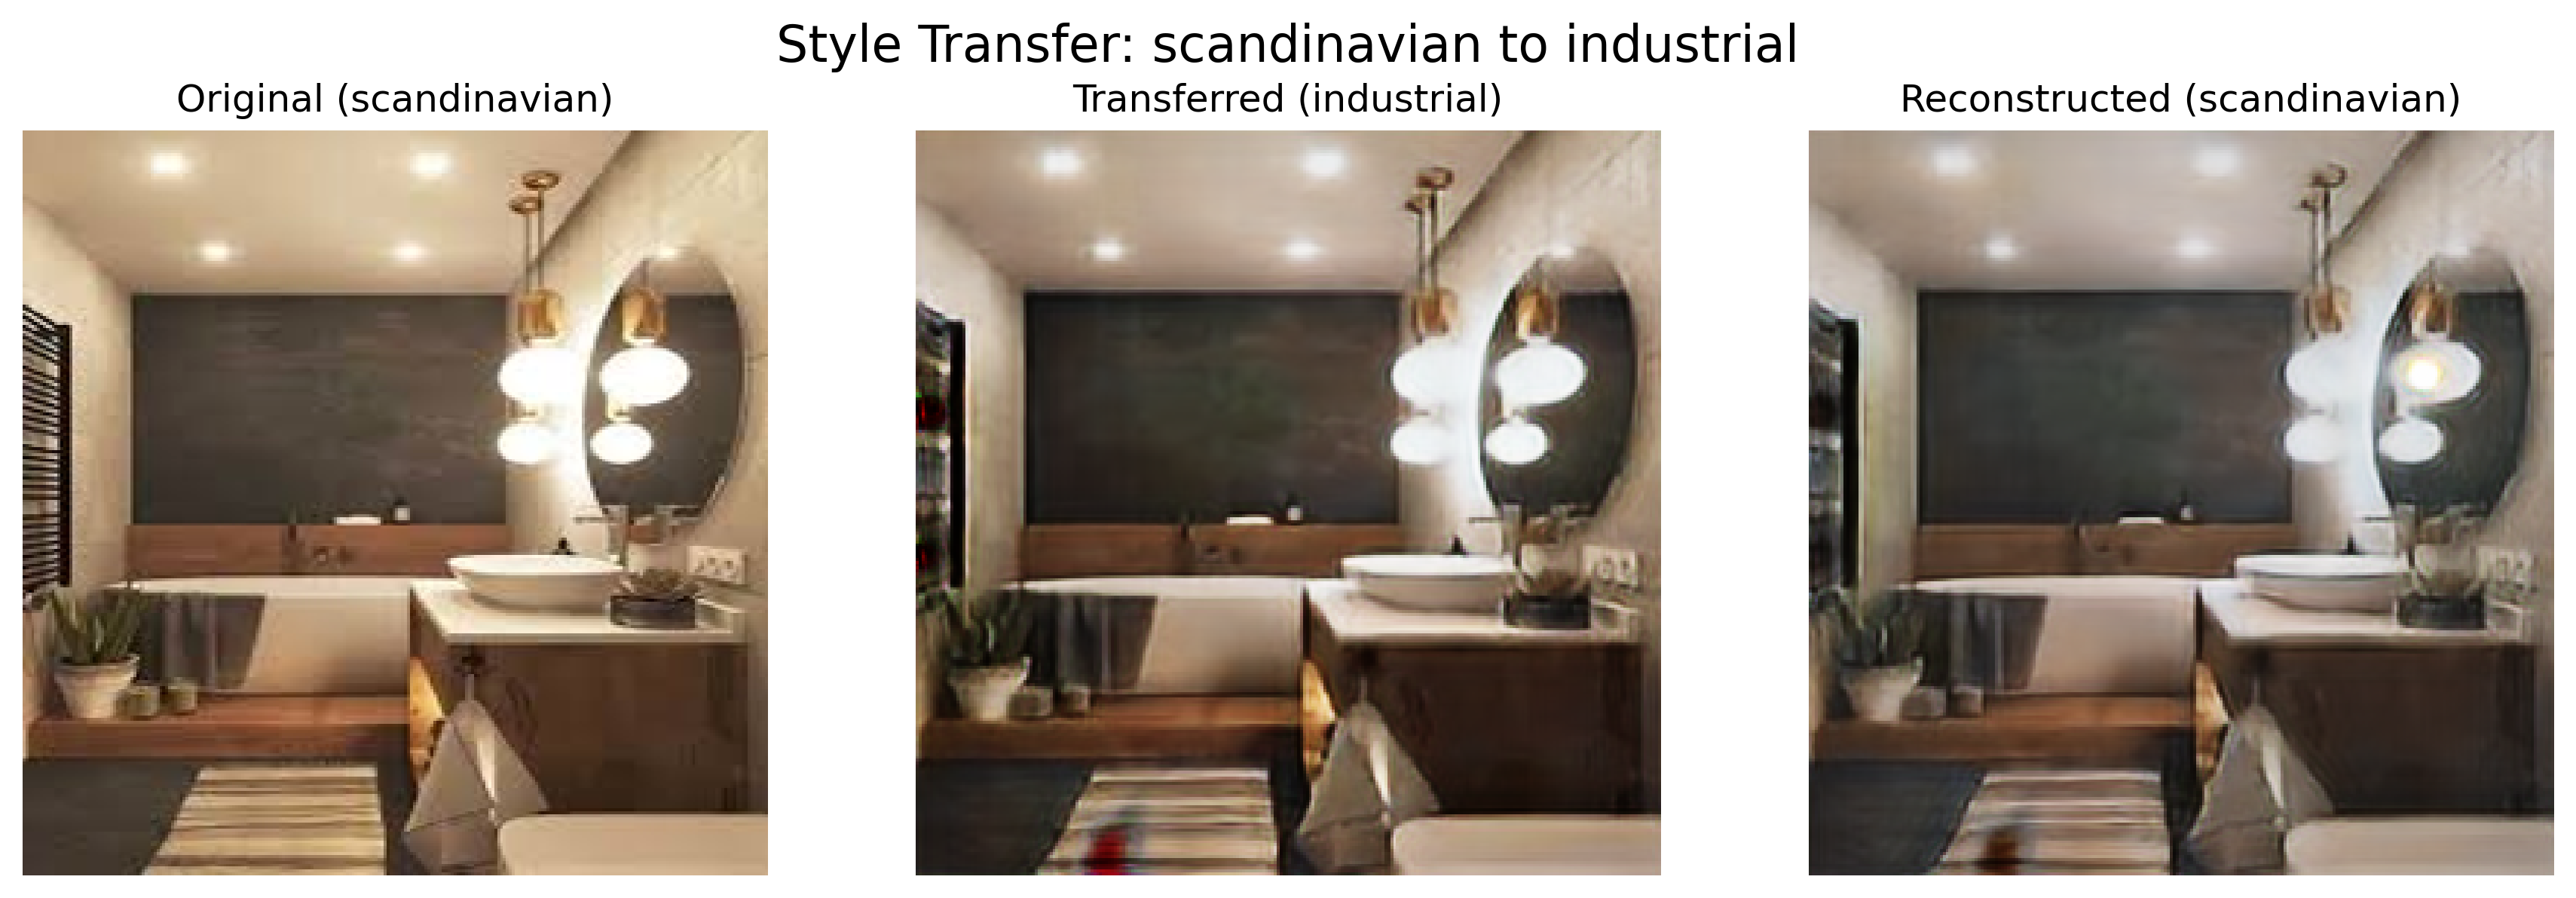 Style Transfer: scandinavian to industrial
Original (scandinavian)
Transferred (industrial)
Reconstructed (scandinavian)